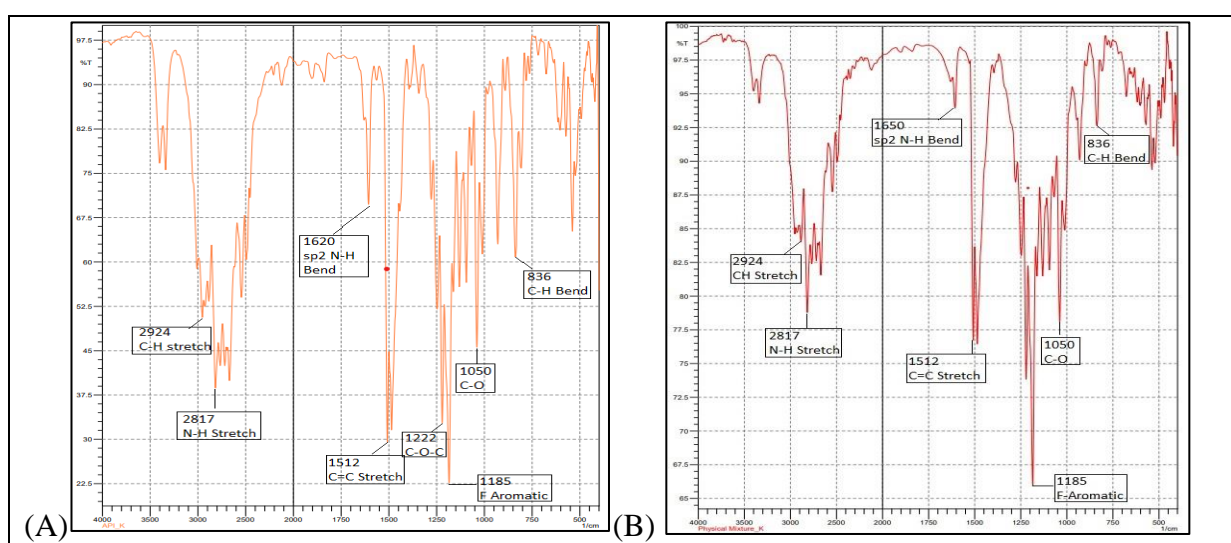 97.5
%T
90
82.5
75
67.5
60
52.5
45
37.5
30
22.5
1620
sp2 N-H
Bend
836
C-H Bend
2924
C-H stretch
1050
C-O
2817
N-H Stretch
1222
C-O-C
1512
C=C Stretch
1185
F Aromatic
4000 3500 3000 2500 2000 1750 1500 1250 1000 750 500
API_K 1/cm
(A)
100
%T
97.5
95
92.5
90
87.5
85
82.5
80
77.5
75
72.5
70
67.5
65
1650
sp2 N-H Bend
836
C-H Bend
2924
CH Stretch
2817
N-H Stretch
1050
C-O
1512
C=C Stretch
1185
F-Aromatic
4000 3500 3000 2500 2000 1750 1500 1250 1000 750 500
Physical Mixture_K 1/cm
(B)